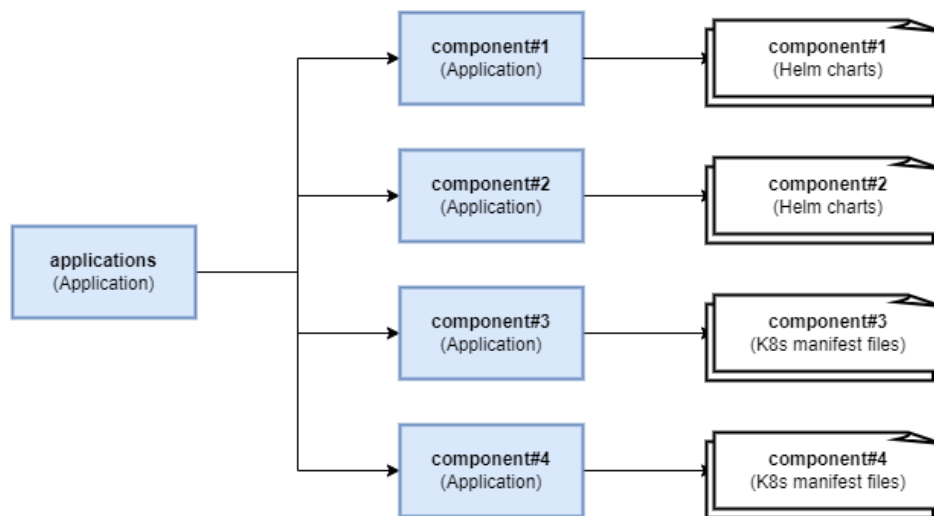 component#1
(Application)
component#1
(Helm charts)
component#2
(Application)
component#2
(Helm charts)
applications
(Application)
component#3
(Application)
component#3
(K8s manifest files)
component#4
(Application)
component#4
(K8s manifest files)